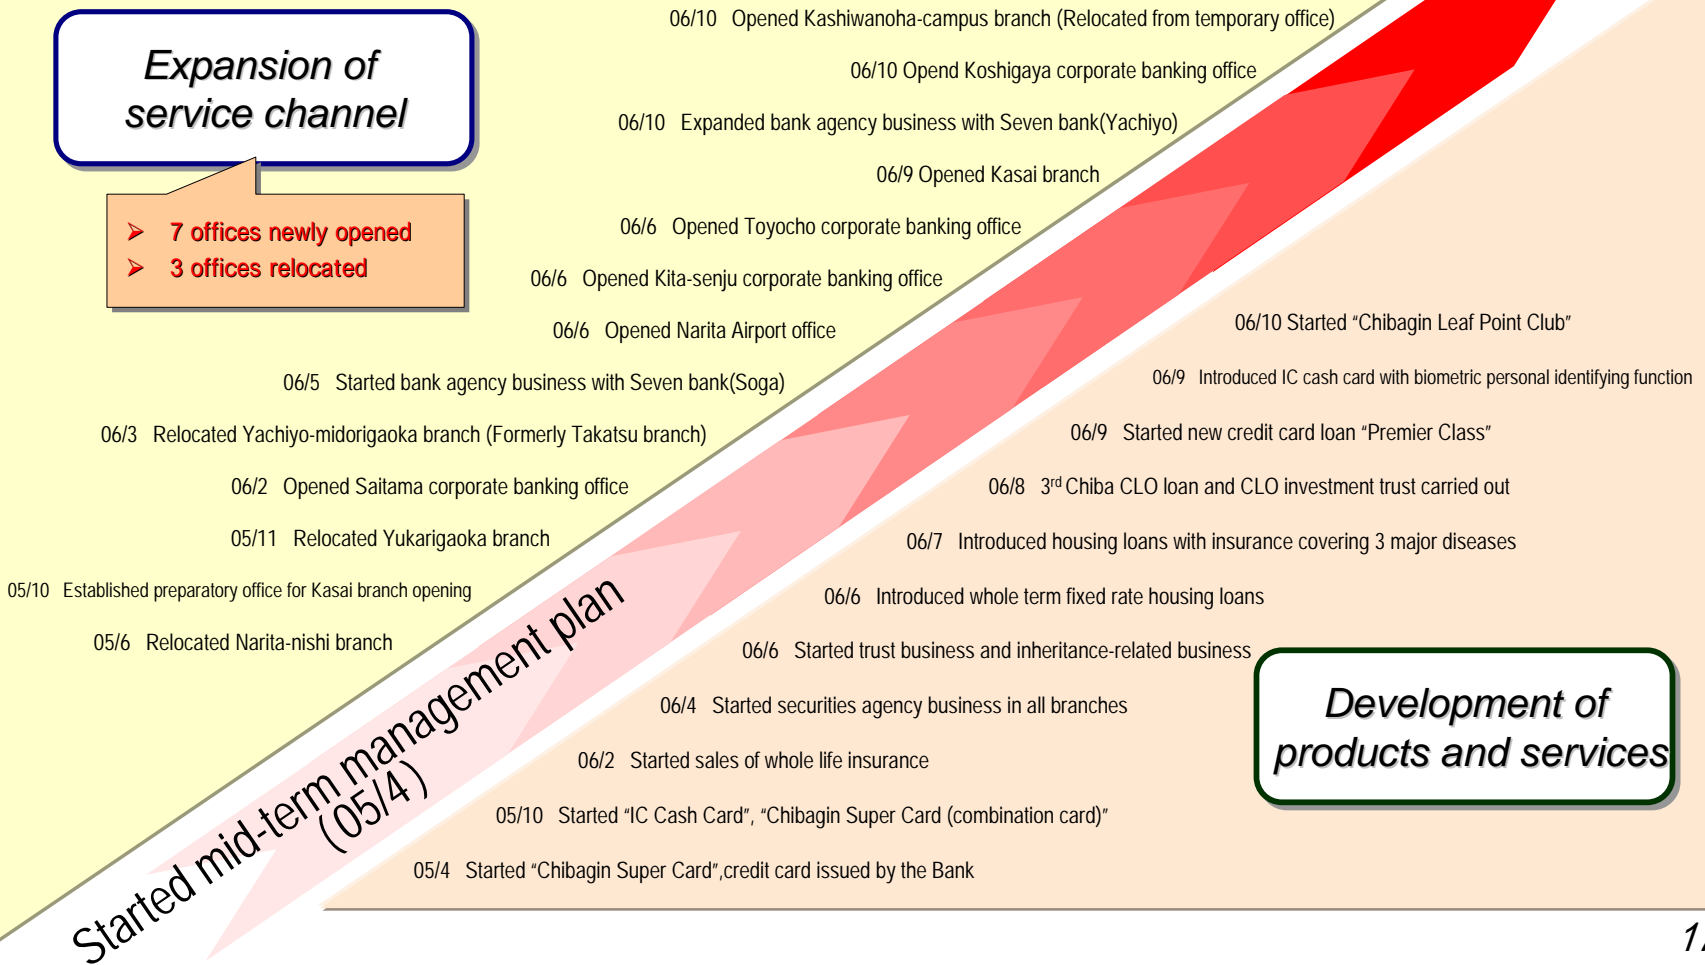 Expansion of
service channel
➢ 7 offices newly opened
➢ 3 offices relocated
06/10 Opened Kashiwanoha-campus branch (Relocated from temporary office)
06/10 Opend Koshigaya corporate banking office
06/10 Expanded bank agency business with Seven bank(Yachiyo)
06/9 Opened Kasai branch
06/6 Opened Toyocho corporate banking office
06/6 Opened Kita-senju corporate banking office
06/6 Opened Narita Airport office
06/5 Started bank agency business with Seven bank(Soga)
06/3 Relocated Yachiyo-midorigaoka branch (Formerly Takatsu branch)
06/2 Opened Saitama corporate banking office
05/11 Relocated Yukarigaoka branch
05/10 Established preparatory office for Kasai branch opening
05/6 Relocated Narita-nishi branch
Started mid-term management plan
(05/4)
06/10 Started “Chibagin Leaf Point Club”
06/9 Introduced IC cash card with biometric personal identifying function
06/9 Started new credit card loan “Premier Class”
06/8 3rd Chiba CLO loan and CLO investment trust carried out
06/7 Introduced housing loans with insurance covering 3 major diseases
06/6 Introduced whole term fixed rate housing loans
06/6 Started trust business and inheritance-related business
06/4 Started securities agency business in all branches
06/2 Started sales of whole life insurance
05/10 Started “IC Cash Card”, “Chibagin Super Card (combination card)”
05/4 Started “Chibagin Super Card”,credit card issued by the Bank
Development of
products and services